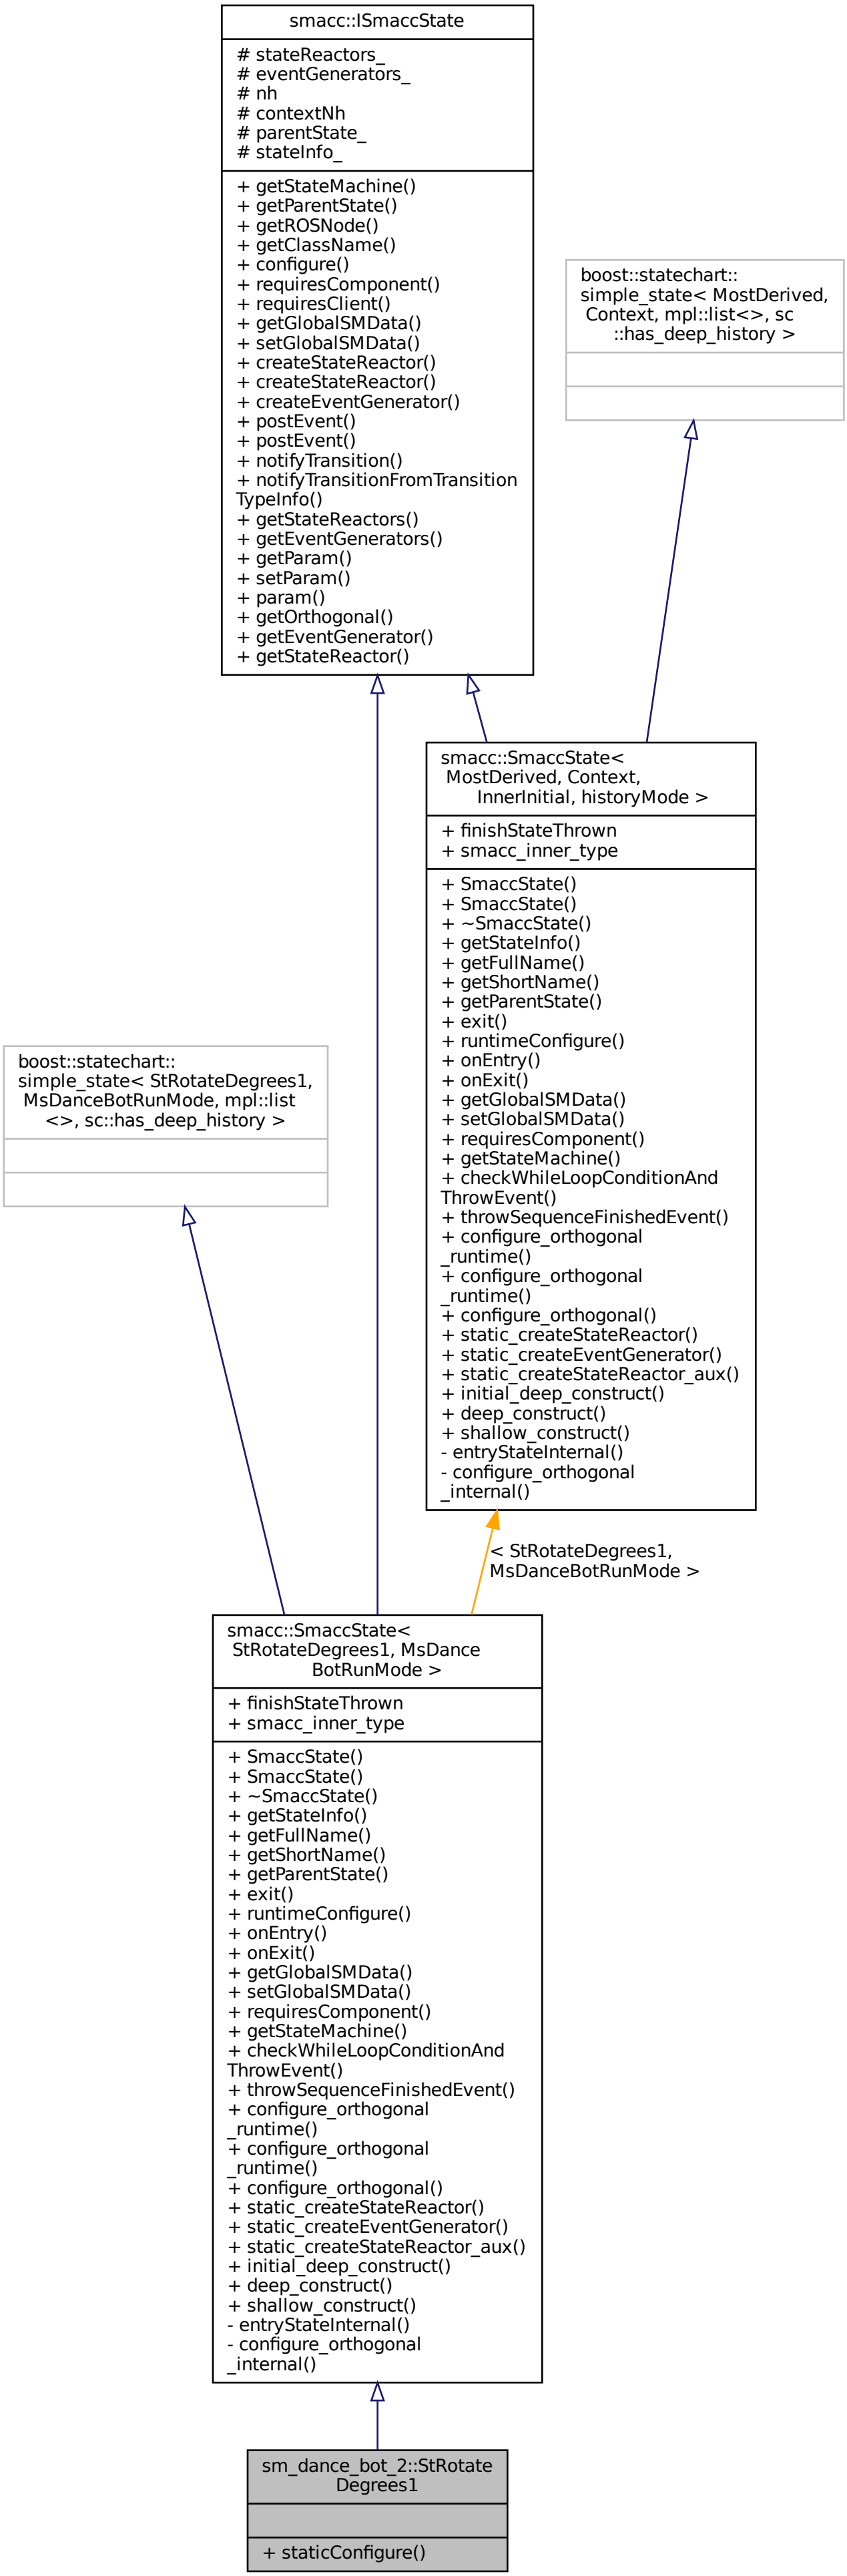 smacc::ISmaccState
# stateReactors_
# eventGenerators_
# nh
# contextNh
# parentState_
# stateInfo_
+ getStateMachine()
+ getParentState()
+ getROSNode()
+ getClassName()
+ configure()
+ requiresComponent()
+ requiresClient()
+ getGlobalSMData()
+ setGlobalSMData()
+ createStateReactor()
+ createStateReactor()
+ createEventGenerator()
+ postEvent()
+ postEvent()
+ notifyTransition()
+ notifyTransitionFromTransition
TypeInfo()
+ getStateReactors()
+ getEventGenerators()
+ getParam()
+ setParam()
+ param()
+ getOrthogonal()
+ getEventGenerator()
+ getStateReactor()
boost::statechart::
simple_state< MostDerived,
Context, mpl::list<>, sc
::has_deep_history >
smacc::SmaccState<
MostDerived, Context,
InnerInitial, historyMode >
+ finishStateThrown
+ smacc_inner_type
+ SmaccState()
+ SmaccState()
+ ~SmaccState()
+ getStateInfo()
+ getFullName()
+ getShortName()
+ getParentState()
+ exit()
+ runtimeConfigure()
+ onEntry()
+ onExit()
+ getGlobalSMData()
+ setGlobalSMData()
+ requiresComponent()
+ getStateMachine()
+ checkWhileLoopConditionAnd
ThrowEvent()
+ throwSequenceFinishedEvent()
+ configure_orthogonal
_runtime()
+ configure_orthogonal
_runtime()
+ configure_orthogonal()
+ static_createStateReactor()
+ static_createEventGenerator()
+ static_createStateReactor_aux()
+ initial_deep_construct()
+ deep_construct()
+ shallow_construct()
- entryStateInternal()
- configure_orthogonal
_internal()
boost::statechart::
simple_state< StRotateDegrees1,
MsDanceBotRunMode, mpl::list
<>, sc::has_deep_history >
< StRotateDegrees1,
MsDanceBotRunMode >
smacc::SmaccState<
StRotateDegrees1, MsDance
BotRunMode >
+ finishStateThrown
+ smacc_inner_type
+ SmaccState()
+ SmaccState()
+ ~SmaccState()
+ getStateInfo()
+ getFullName()
+ getShortName()
+ getParentState()
+ exit()
+ runtimeConfigure()
+ onEntry()
+ onExit()
+ getGlobalSMData()
+ setGlobalSMData()
+ requiresComponent()
+ getStateMachine()
+ checkWhileLoopConditionAnd
ThrowEvent()
+ throwSequenceFinishedEvent()
+ configure_orthogonal
_runtime()
+ configure_orthogonal
_runtime()
+ configure_orthogonal()
+ static_createStateReactor()
+ static_createEventGenerator()
+ static_createStateReactor_aux()
+ initial_deep_construct()
+ deep_construct()
+ shallow_construct()
- entryStateInternal()
- configure_orthogonal
_internal()
sm_dance_bot_2::StRotate
Degrees1
+ staticConfigure()